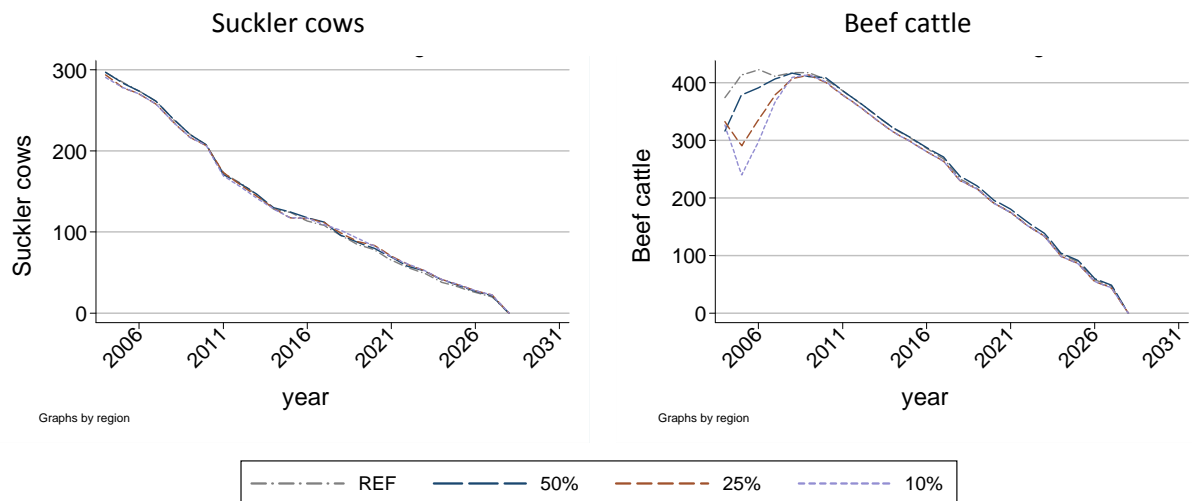 Suckler cows
Suckler cows
0
100
200
300
2006
2011
2016
2021
2026
2031
year
Graphs by region
Beef cattle
Beef cattle
0
100
200
300
400
2006
2011
2016
2021
2026
2031
year
Graphs by region
REF 50% 25% 10%